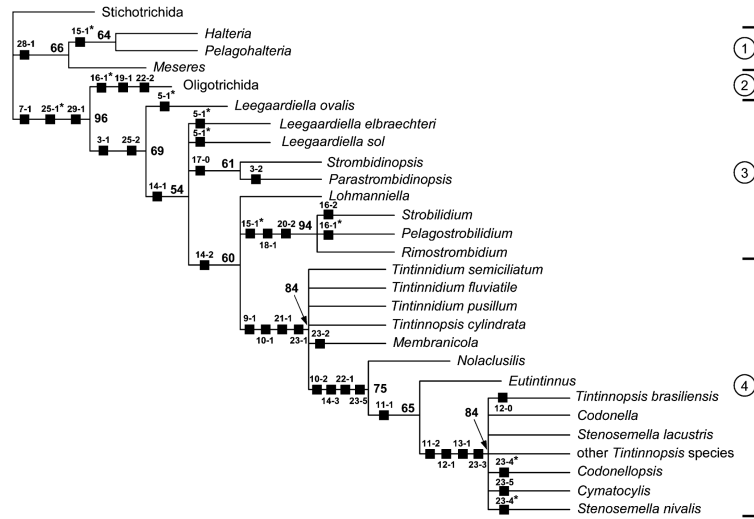 Stichotrichida
28-1 66 15-1* 64 Halteria
Pelagohalteria
Meseres
1
7-1 25-1* 29-1 96 16-1* 19-1 22-2 Oligotrichida
2
3-1 25-2 69 5-1* Leegaardiella ovalis
14-1 54 5-1* Leegaardiella elbraechteri
5-1* Leegaardiella sol
17-0 61 Strombidinopsis
3-2 Parastrombidinopsis
3
14-2 60 Lohmanniella
15-1* 18-1 20-2 94 16-2 Strobilidium
16-1* Pelagostrobilidium
Rimostrombidium
9-1 10-1 21-1 23-1 84 Tintinnidium semiciliatum
Tintinnidium fluviatile
Tintinnidium pusillum
Tintinnopsis cylindrata
23-2 Membranicola
10-2 14-3 22-1 23-5 75 Nolaclusilis
11-1 65 Eutintinnus
4
11-2 12-1 13-1 23-3 84 12-0 Tintinnopsis brasiliensis
Codonella
Stenosemella lacustris
other Tintinnopsis species
23-4* Codonellopsis
23-5 Cymatocylis
23-4* Stenosemella nivalis